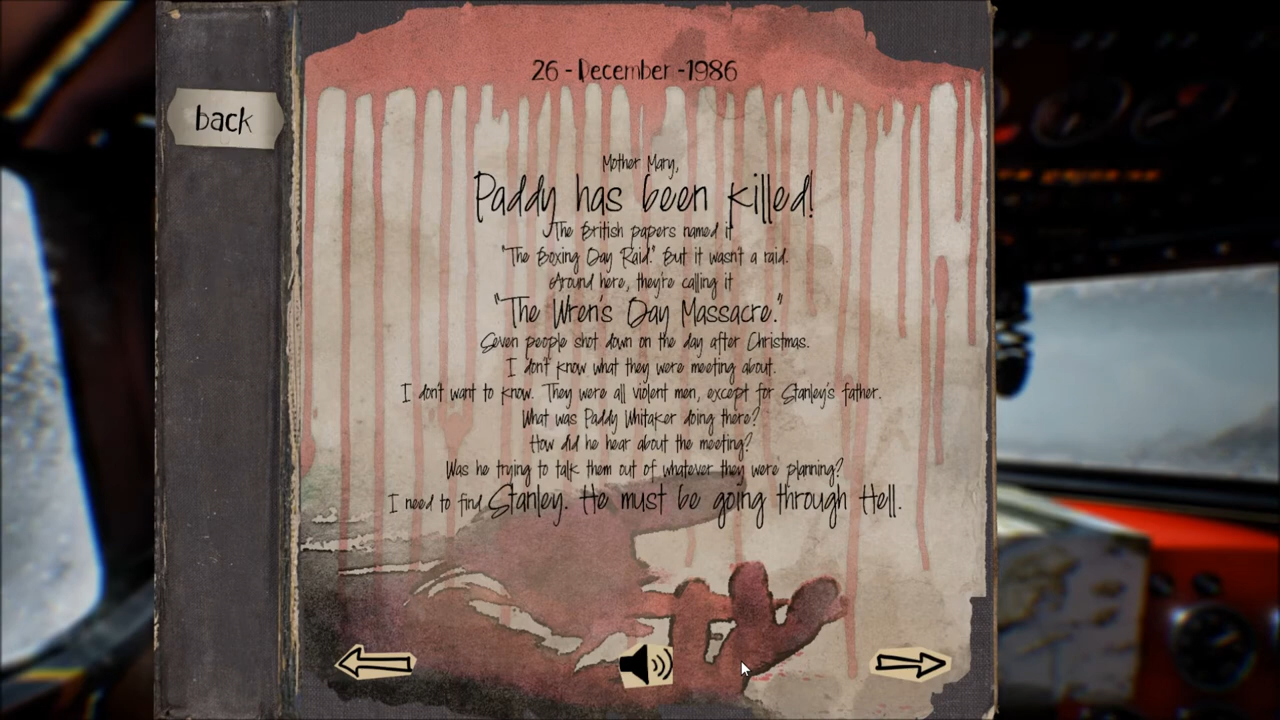 26 - December -1986
back
Mother Mary,
Paddy has been killed!
The British papers named it
"The Boxing Day Raid." But it wasn't a raid.
Around here, they're calling it
"The Wren's Day Massacre."
Seven people shot down on the day after Christmas.
I don't know what they were meeting about.
I don't want to know. They were all violent men, except for Stanley's father.
What was Paddy Whitaker doing there?
How did he hear about the meeting?
Was he trying to talk them out of whatever they were planning?
I need to find Stanley. He must be going through Hell.